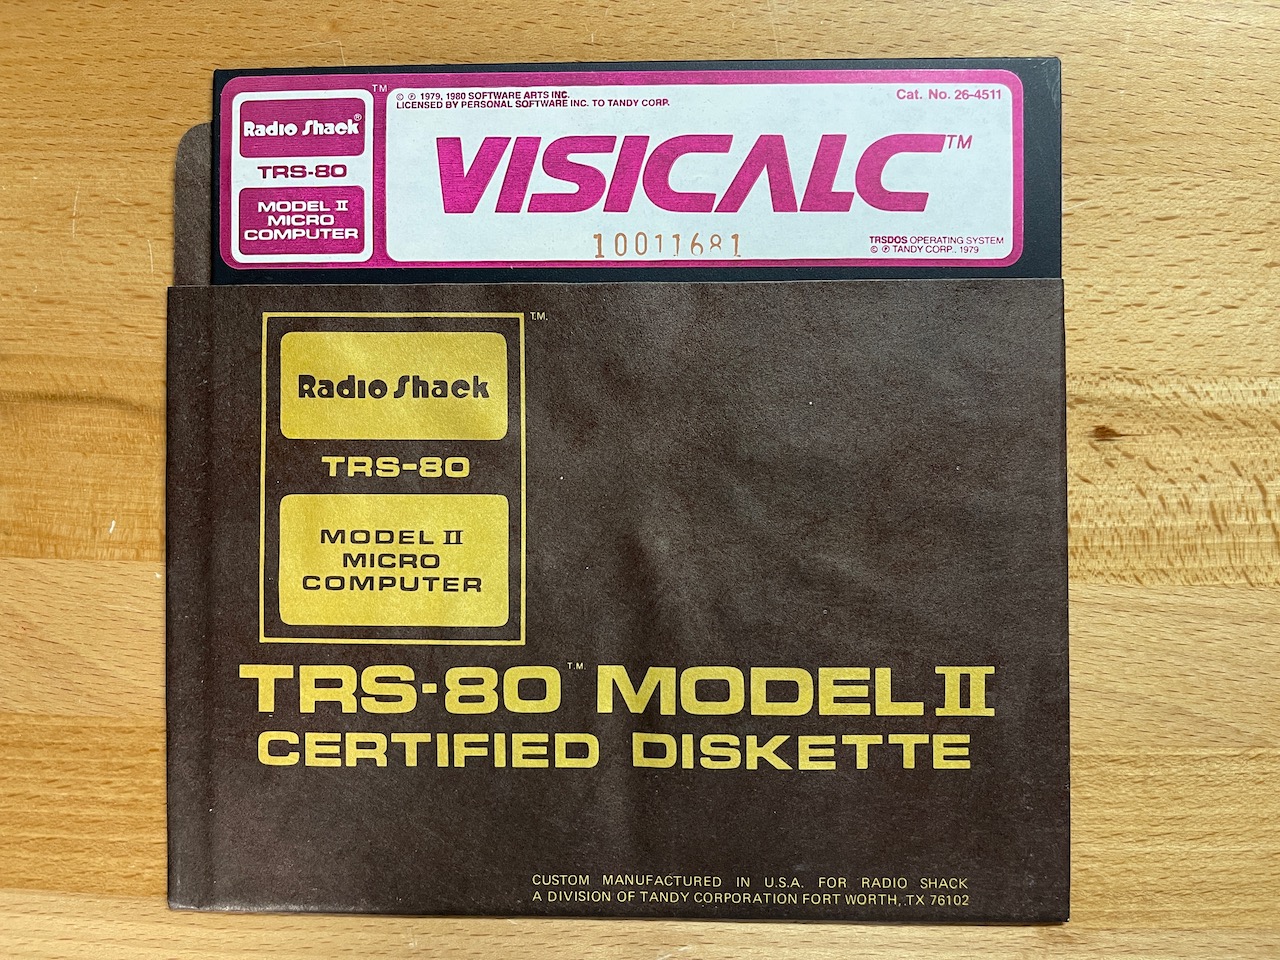 Radio Shack®
TRS-80
MODEL II
MICRO
COMPUTER
TM
© ℗ 1979, 1980 SOFTWARE ARTS INC.
LICENSED BY PERSONAL SOFTWARE INC. TO TANDY CORP.
Cat. No. 26-4511
VISICALC™
10011681
TRSDOS OPERATING SYSTEM
© ℗ TANDY CORP., 1979
T.M.
Radio Shack
TRS-80
MODEL II
MICRO
COMPUTER
TRS-80 T.M. MODEL II
CERTIFIED DISKETTE
CUSTOM MANUFACTURED IN U.S.A. FOR RADIO SHACK
A DIVISION OF TANDY CORPORATION FORT WORTH, TX 76102